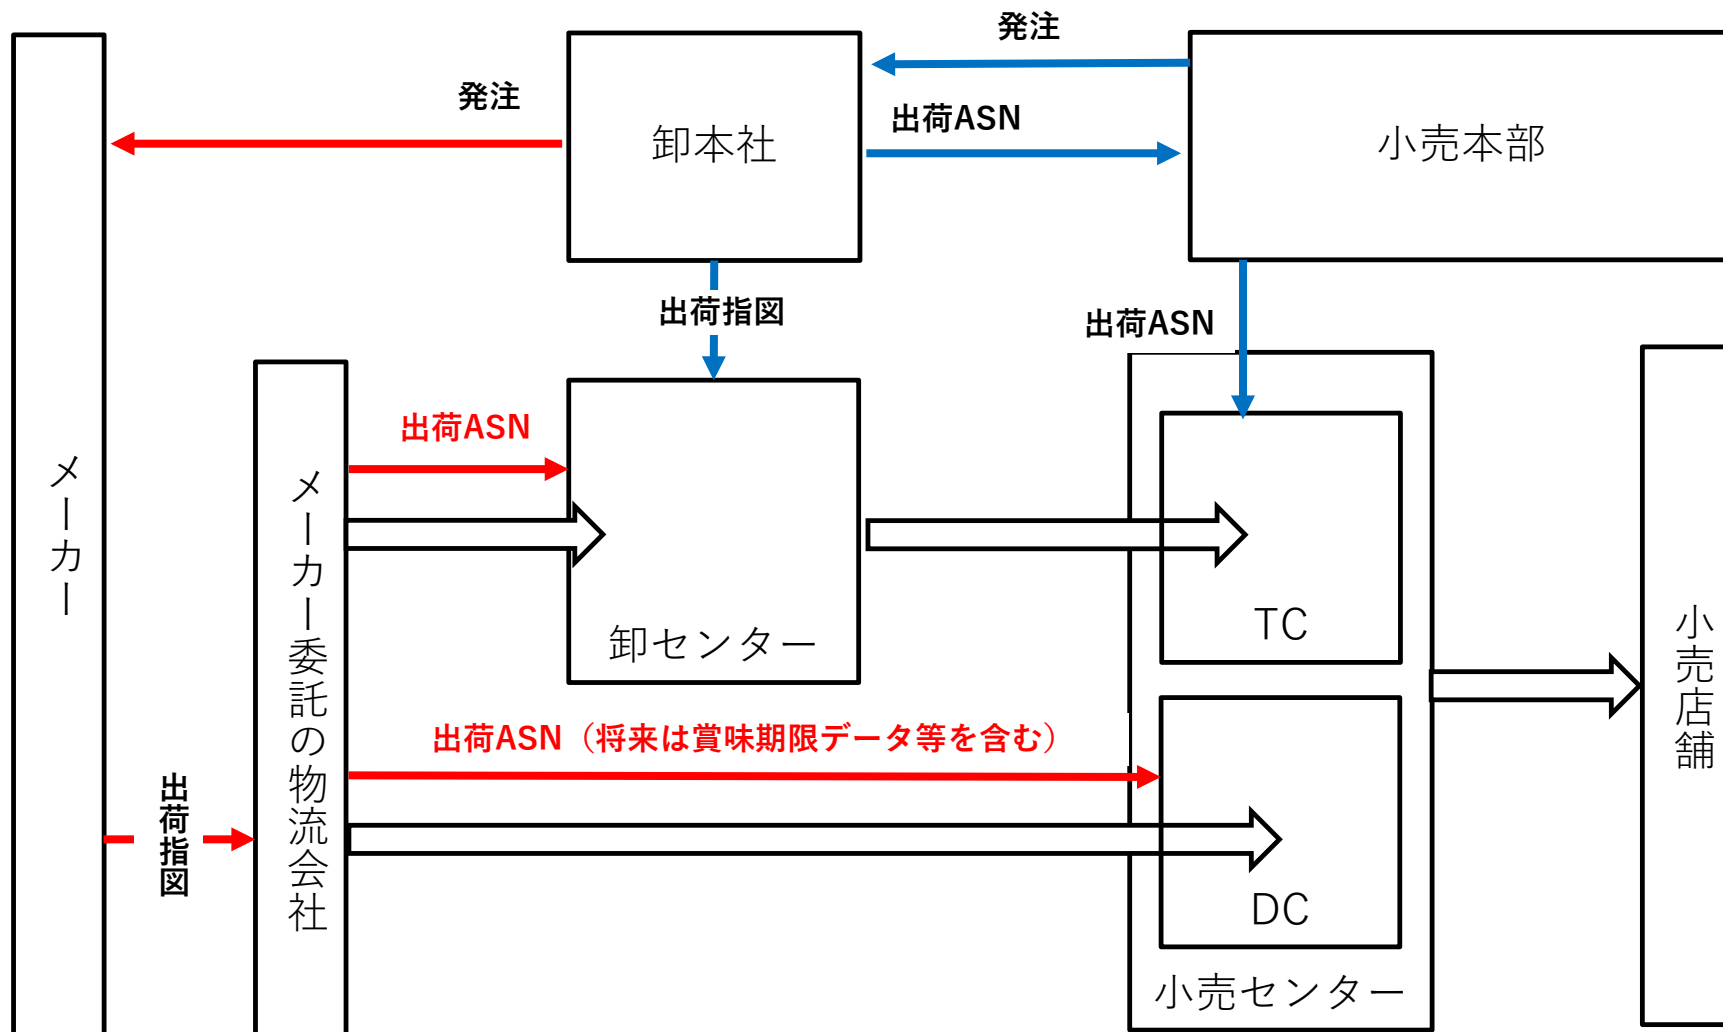 発注
発注
出荷ASN
卸本社
小売本部
出荷指図
出荷ASN
出荷ASN
メーカー
メーカー委託の物流会社
卸センター
TC
小売店舗
出荷ASN（将来は賞味期限データ等を含む）
出荷指図
DC
小売センター